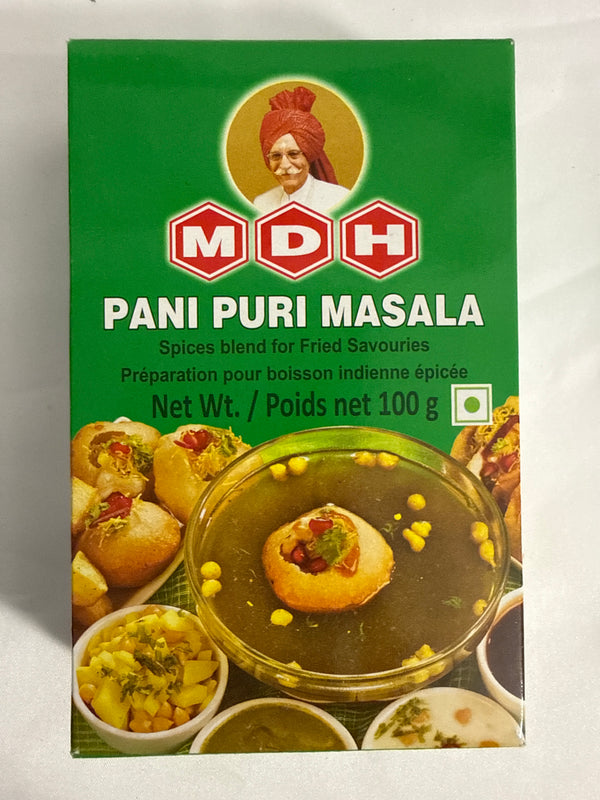 MDH
PANI PURI MASALA
Spices blend for Fried Savouries
Préparation pour boisson indienne épicée
Net Wt. / Poids net 100 g